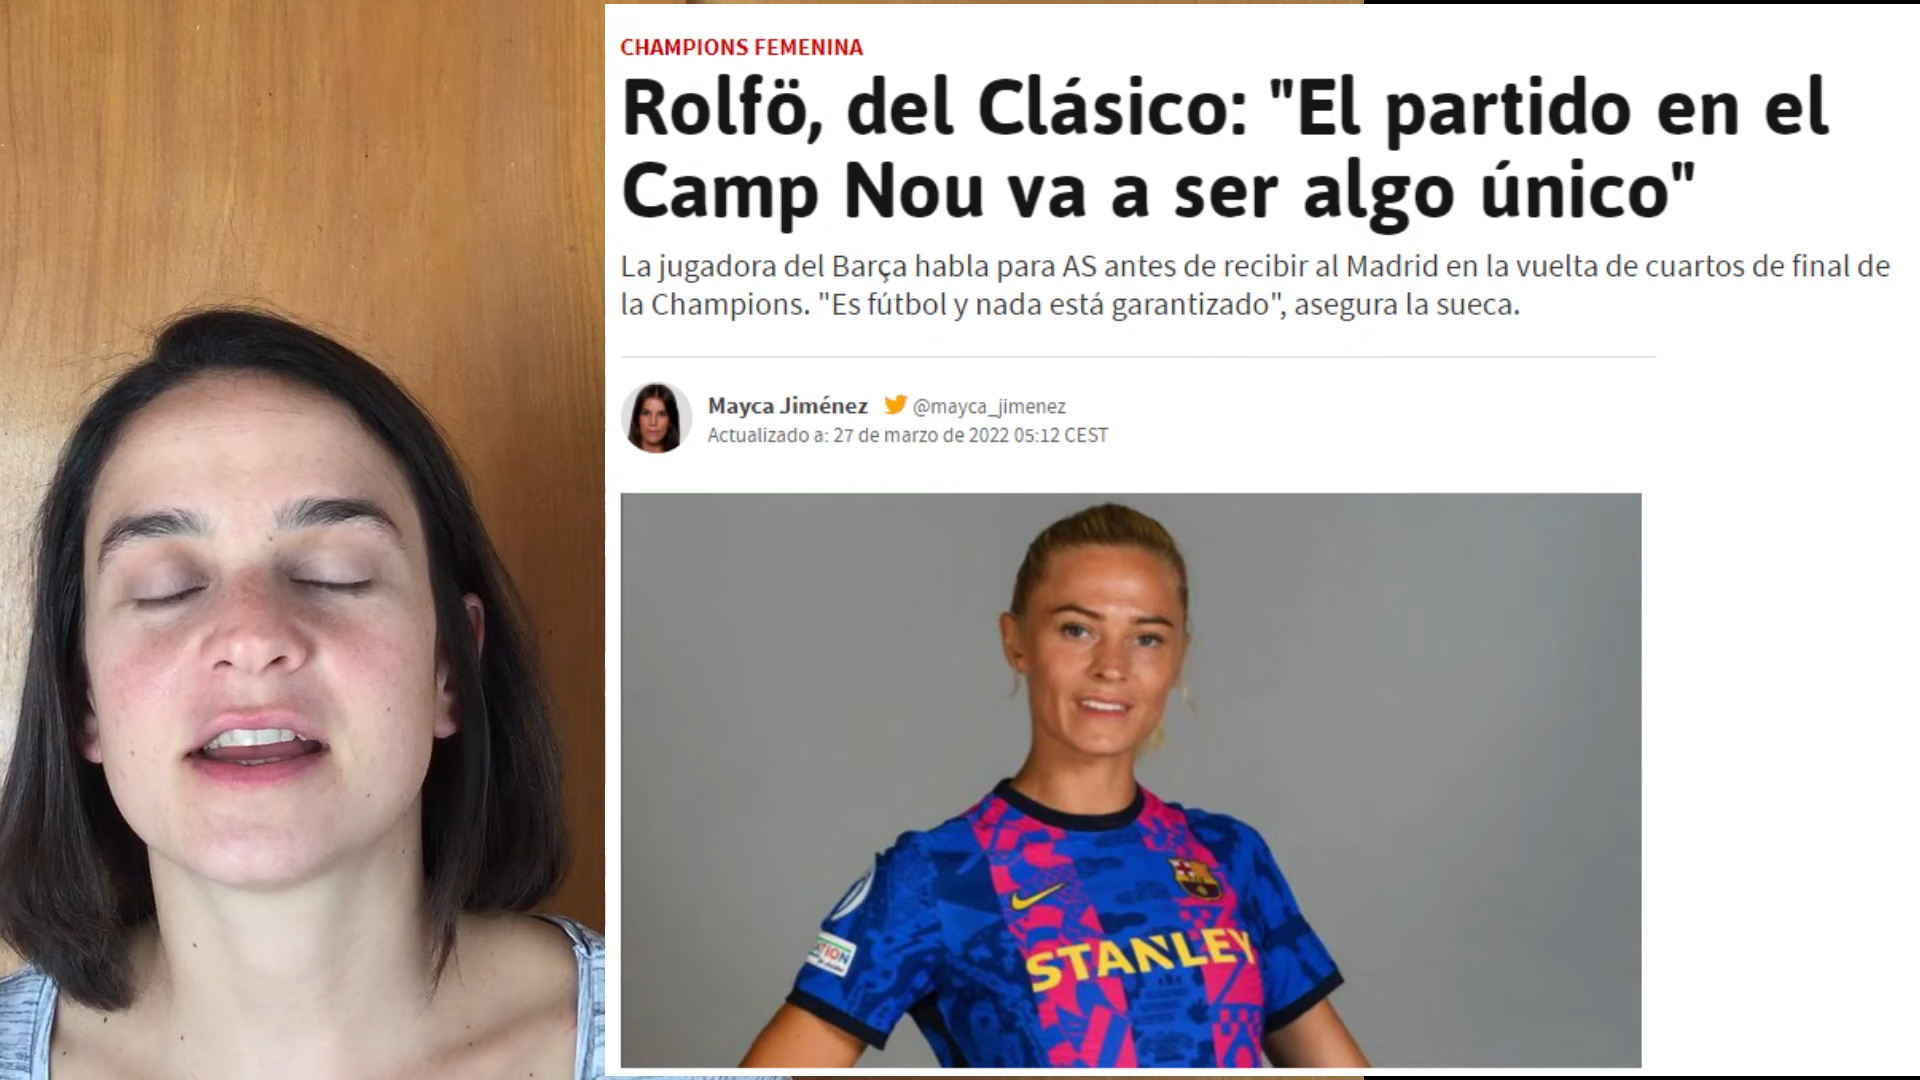 CHAMPIONS FEMENINA
Rolfö, del Clásico: "El partido en el
Camp Nou va a ser algo único"
La jugadora del Barça habla para AS antes de recibir al Madrid en la vuelta de cuartos de final de
la Champions. "Es fútbol y nada está garantizado", asegura la sueca.
Mayca Jiménez @mayca_jimenez
Actualizado a: 27 de marzo de 2022 05:12 CEST
STANLEY